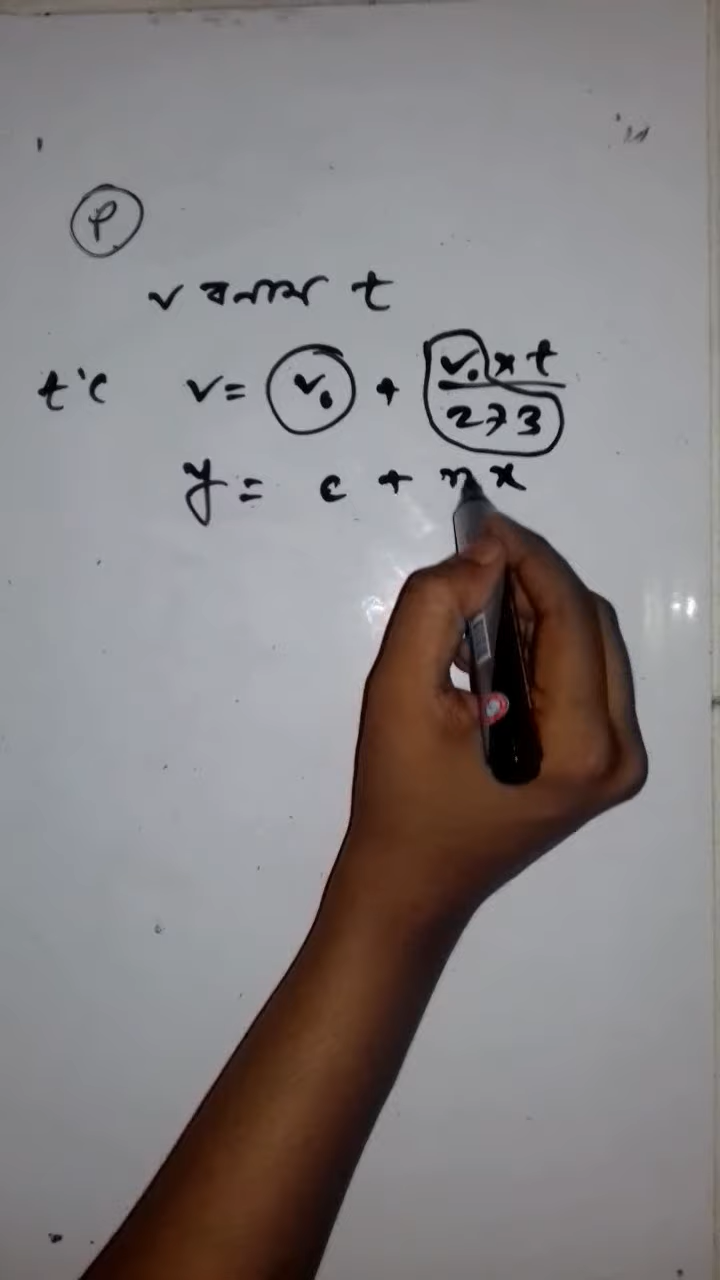 P
v বনাম t
t°c v = v₀ + v₀ x t / 273
y = c + mx